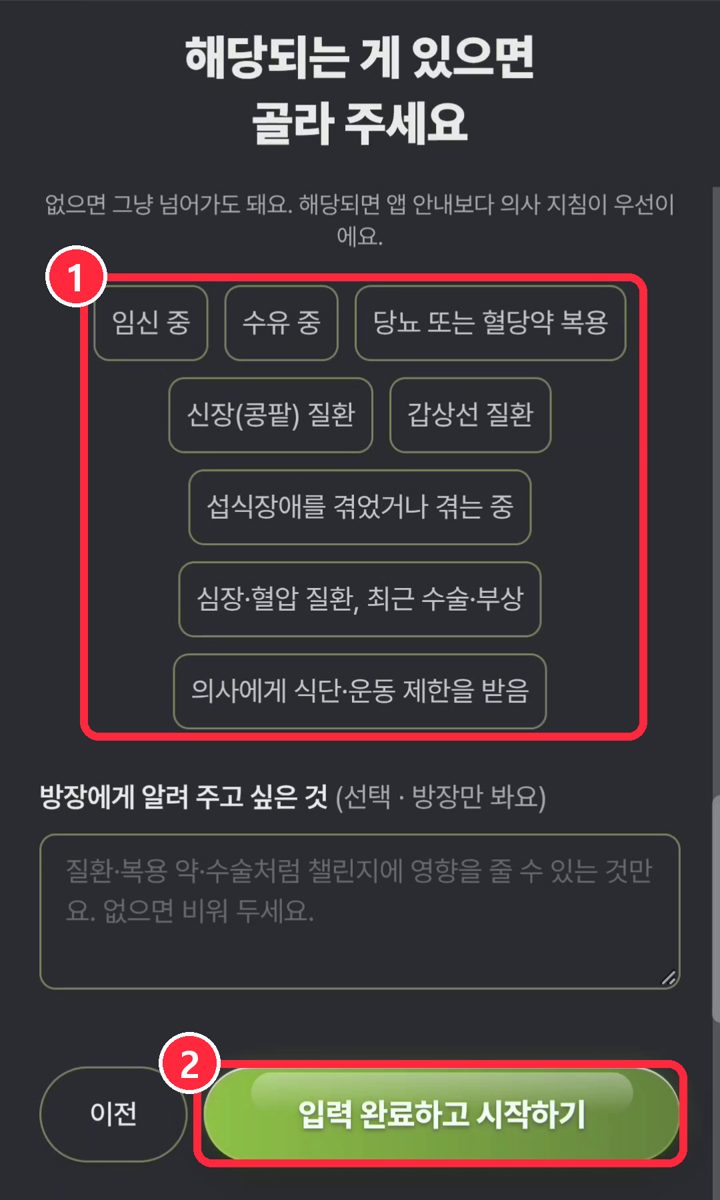 해당되는 게 있으면
골라 주세요
없으면 그냥 넘어가도 돼요. 해당되면 앱 안내보다 의사 지침이 우선이
에요.
1
임신 중 수유 중 당뇨 또는 혈당약 복용
신장(콩팥) 질환 갑상선 질환
섭식장애를 겪었거나 겪는 중
심장·혈압 질환, 최근 수술·부상
의사에게 식단·운동 제한을 받음
방장에게 알려 주고 싶은 것 (선택 · 방장만 봐요)
질환·복용 약·수술처럼 챌린지에 영향을 줄 수 있는 것만
요. 없으면 비워 두세요.
2
이전 입력 완료하고 시작하기